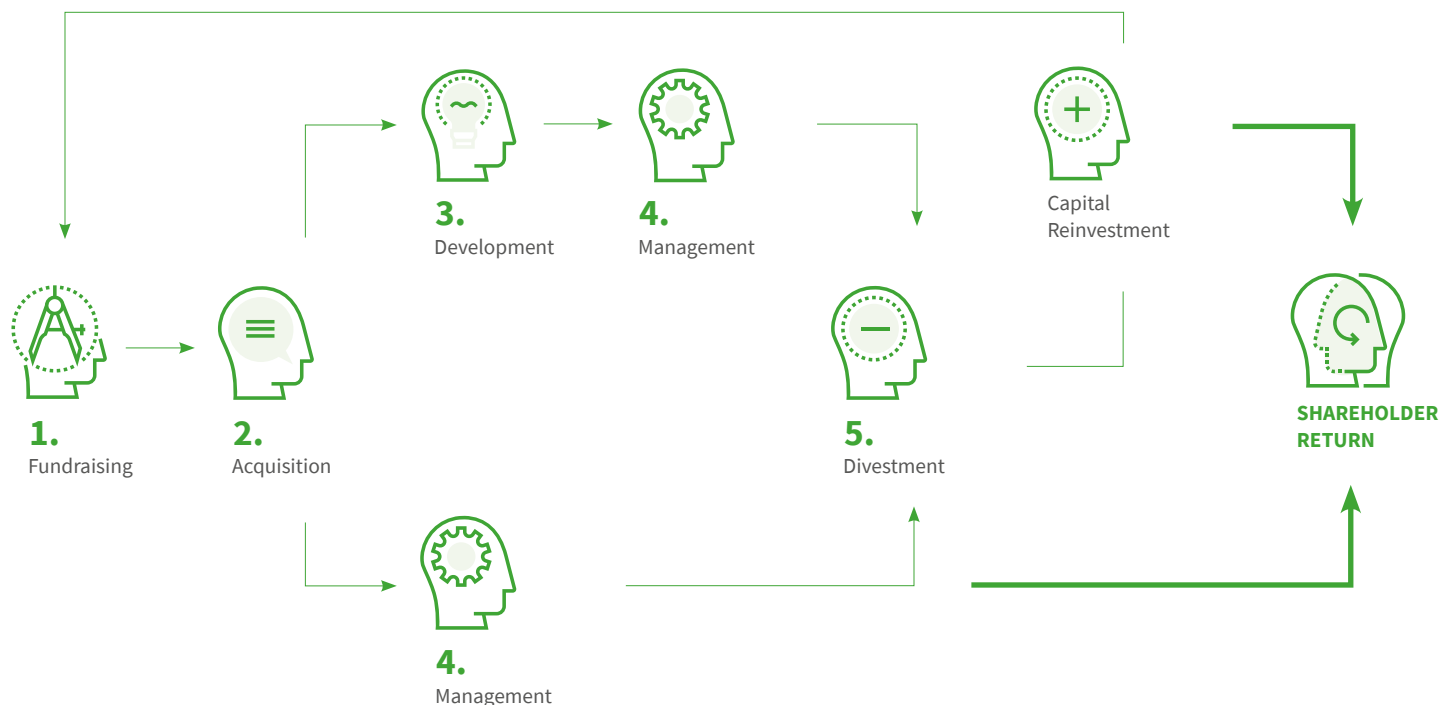 3.
Development
4.
Management
Capital
Reinvestment
1.
Fundraising
2.
Acquisition
5.
Divestment
SHAREHOLDER
RETURN
4.
Management